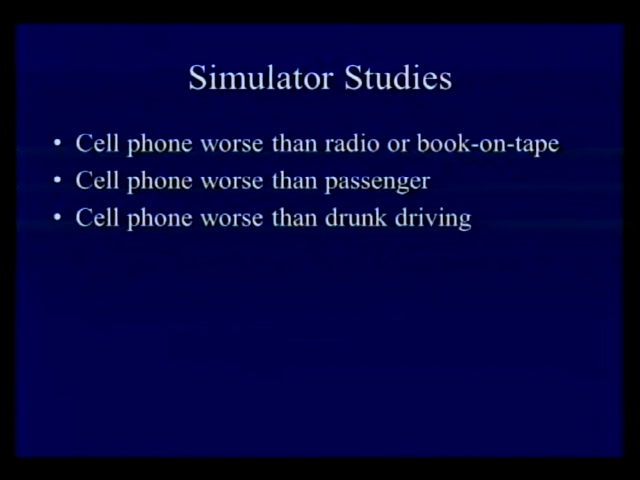 Simulator Studies
• Cell phone worse than radio or book-on-tape
• Cell phone worse than passenger
• Cell phone worse than drunk driving